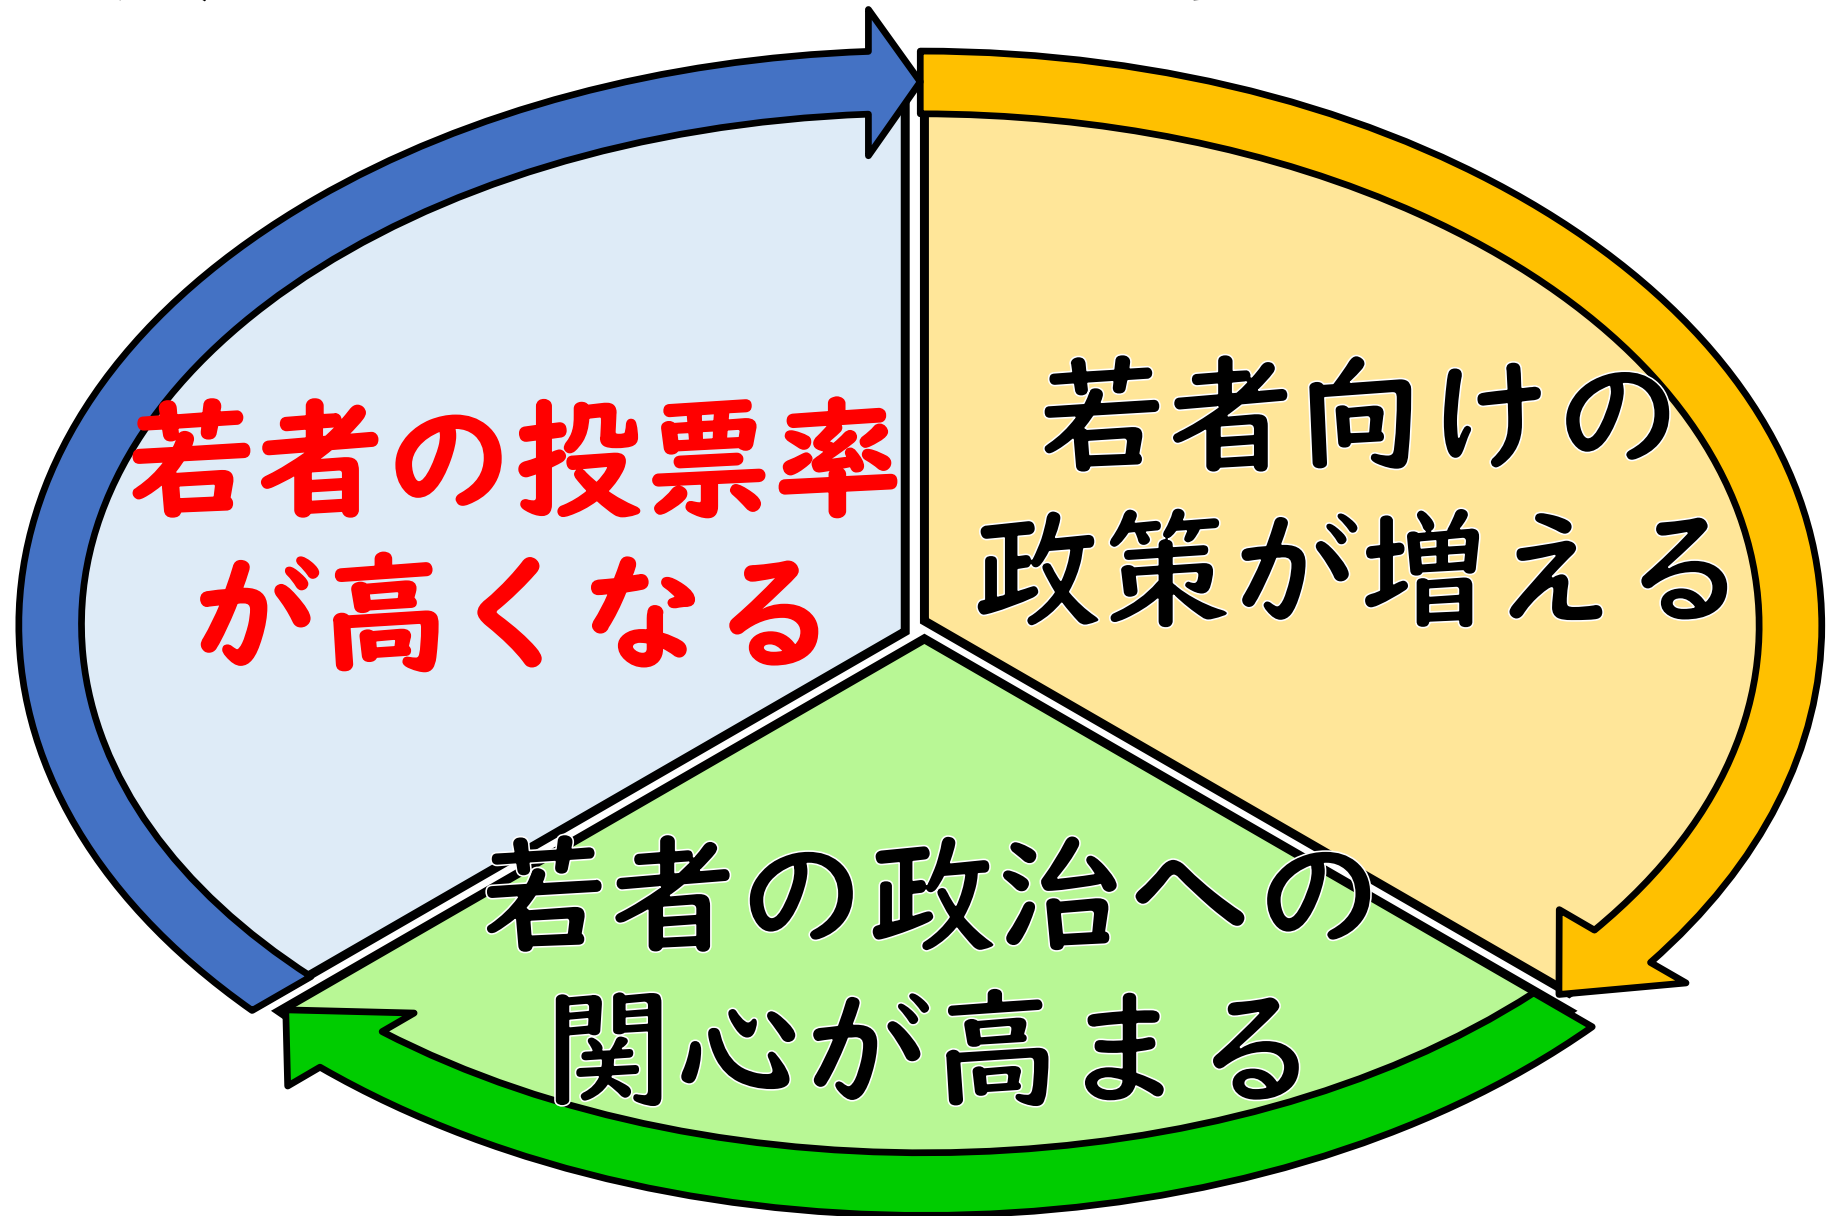 若者の投票率
が高くなる
若者向けの
政策が増える
若者の政治への
関心が高まる